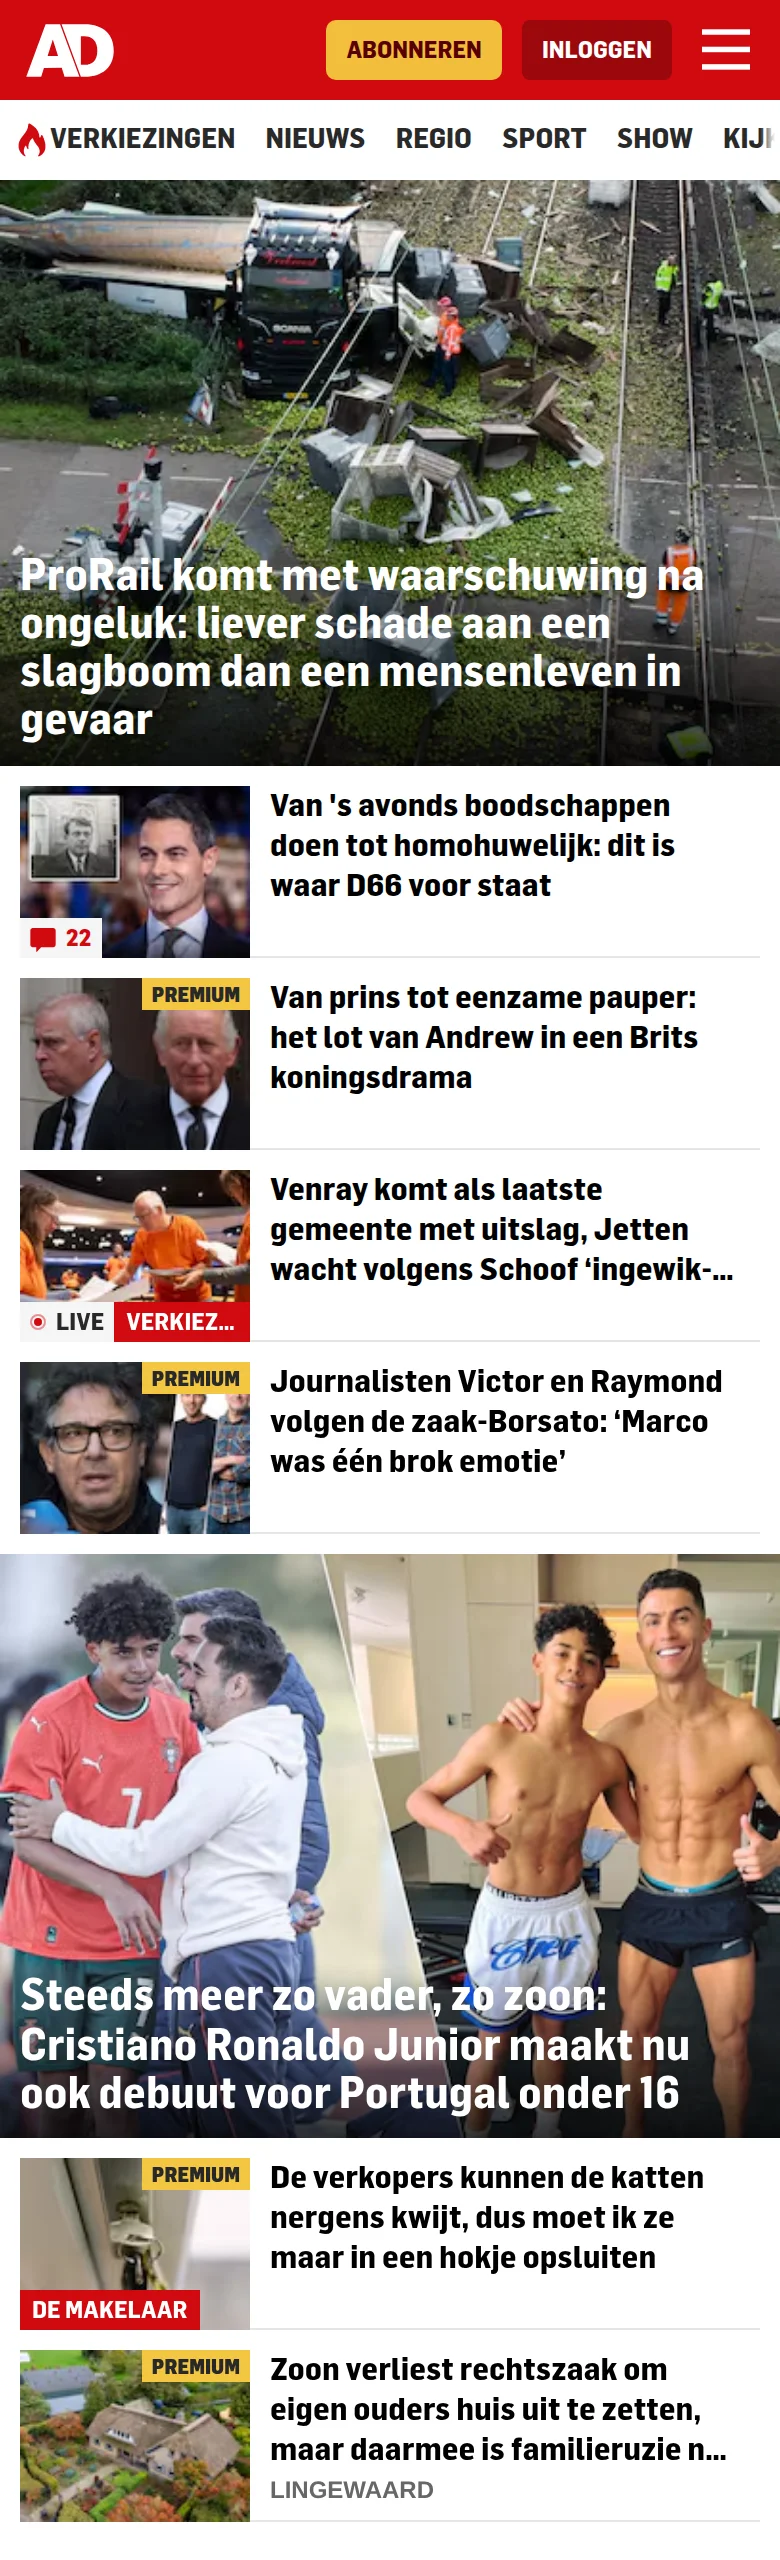 AD
ABONNEREN
INLOGGEN
VERKIEZINGEN NIEUWS REGIO SPORT SHOW
SCANIA
ProRail komt met waarschuwing na
ongeluk: liever schade aan een
slagboom dan een mensenleven in
gevaar
22
Van 's avonds boodschappen
doen tot homohuwelijk: dit is
waar D66 voor staat
PREMIUM
Van prins tot eenzame pauper:
het lot van Andrew in een Brits
koningsdrama
LIVE
VERKIEZ...
Venray komt als laatste
gemeente met uitslag, Jetten
wacht volgens Schoof ‘ingewik-...
PREMIUM
Journalisten Victor en Raymond
volgen de zaak-Borsato: ‘Marco
was één brok emotie’
7
Steeds meer zo vader, zo zoon:
Cristiano Ronaldo Junior maakt nu
ook debuut voor Portugal onder 16
PREMIUM
DE MAKELAAR
De verkopers kunnen de katten
nergens kwijt, dus moet ik ze
maar in een hokje opsluiten
PREMIUM
Zoon verliest rechtszaak om
eigen ouders huis uit te zetten,
maar daarmee is familieruzie n...
LINGEWAARD